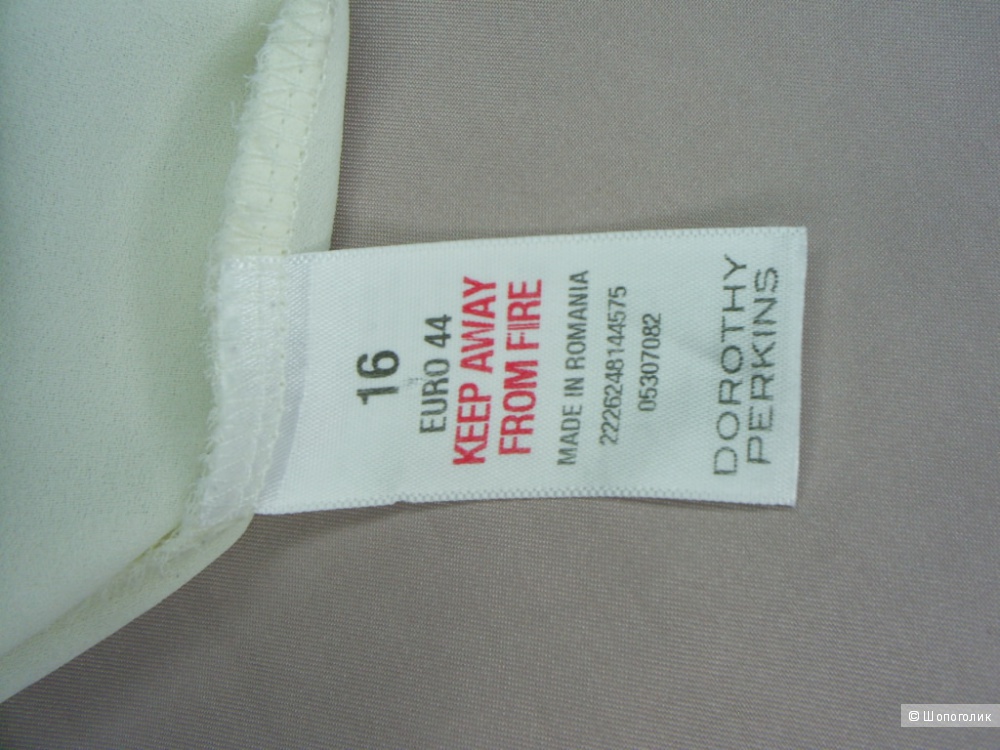 16
EURO 44
KEEP AWAY
FROM FIRE
MADE IN ROMANIA
2226248144575
05307082
DOROTHY
PERKINS
© Шопоголик